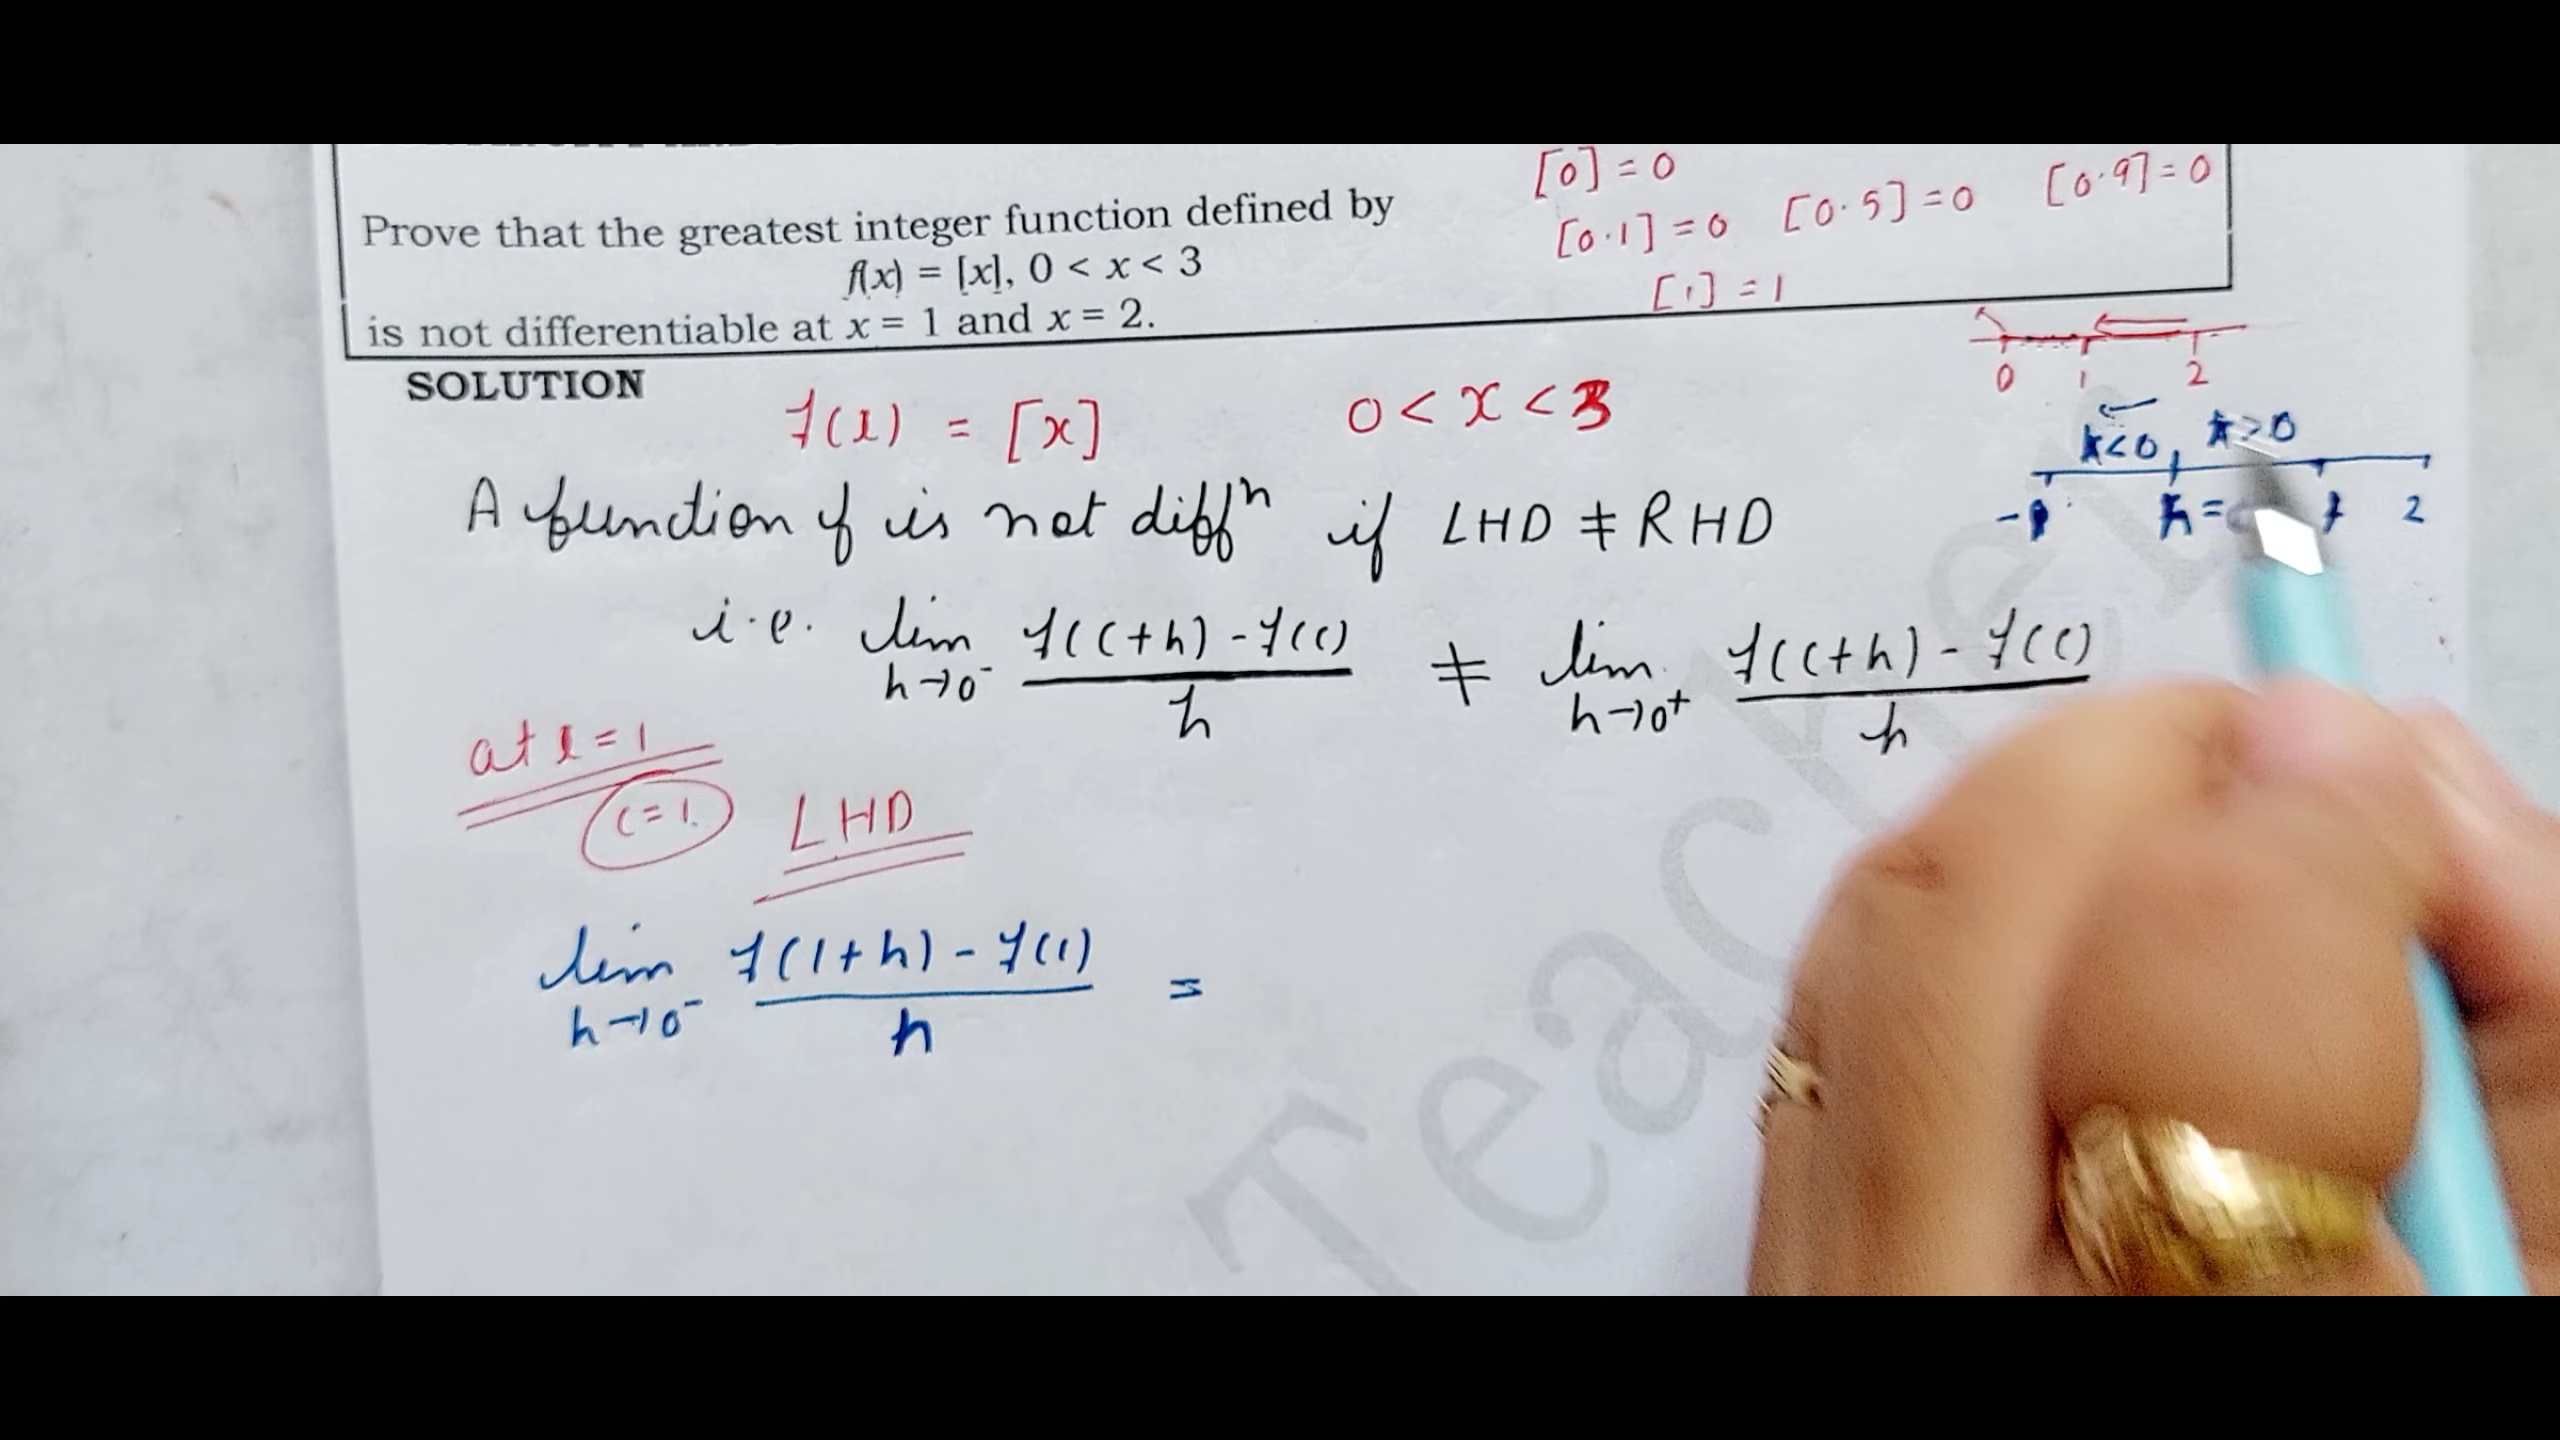 Prove that the greatest integer function defined by
f(x) = [x], 0 < x < 3
is not differentiable at x = 1 and x = 2.
[0] = 0
[0.1] = 0 [0.5] = 0 [0.9] = 0
[1] = 1
0 1 2
SOLUTION
f(x) = [x] 0 < x < 3
h<0, h>0
-1 h = 1 2
A function f is not diffⁿ if LHD ≠ RHD
i.e. lim h→0⁻ f(c+h) - f(c) / h ≠ lim h→0⁺ f(c+h) - f(c) / h
at x = 1
c = 1. LHD
lim h→0⁻ f(1+h) - f(1) / h =
Teach